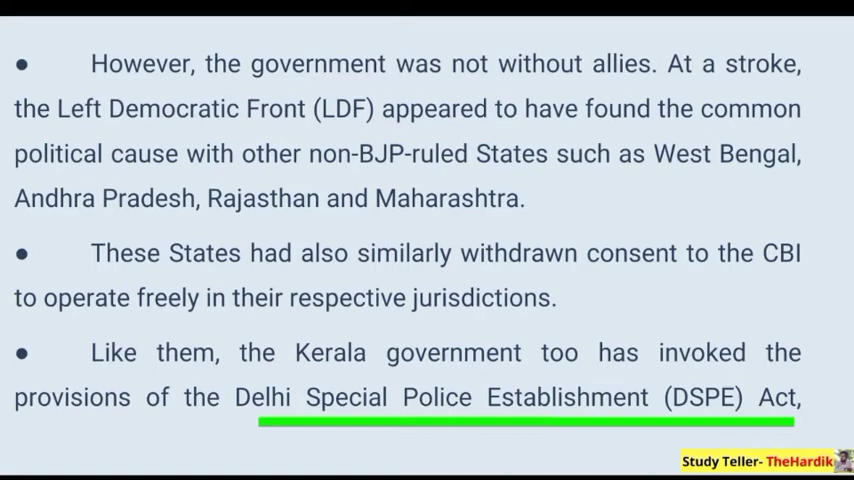 ● However, the government was not without allies. At a stroke,
the Left Democratic Front (LDF) appeared to have found the common
political cause with other non-BJP-ruled States such as West Bengal,
Andhra Pradesh, Rajasthan and Maharashtra.
● These States had also similarly withdrawn consent to the CBI
to operate freely in their respective jurisdictions.
● Like them, the Kerala government too has invoked the
provisions of the Delhi Special Police Establishment (DSPE) Act,
Study Teller- TheHardik